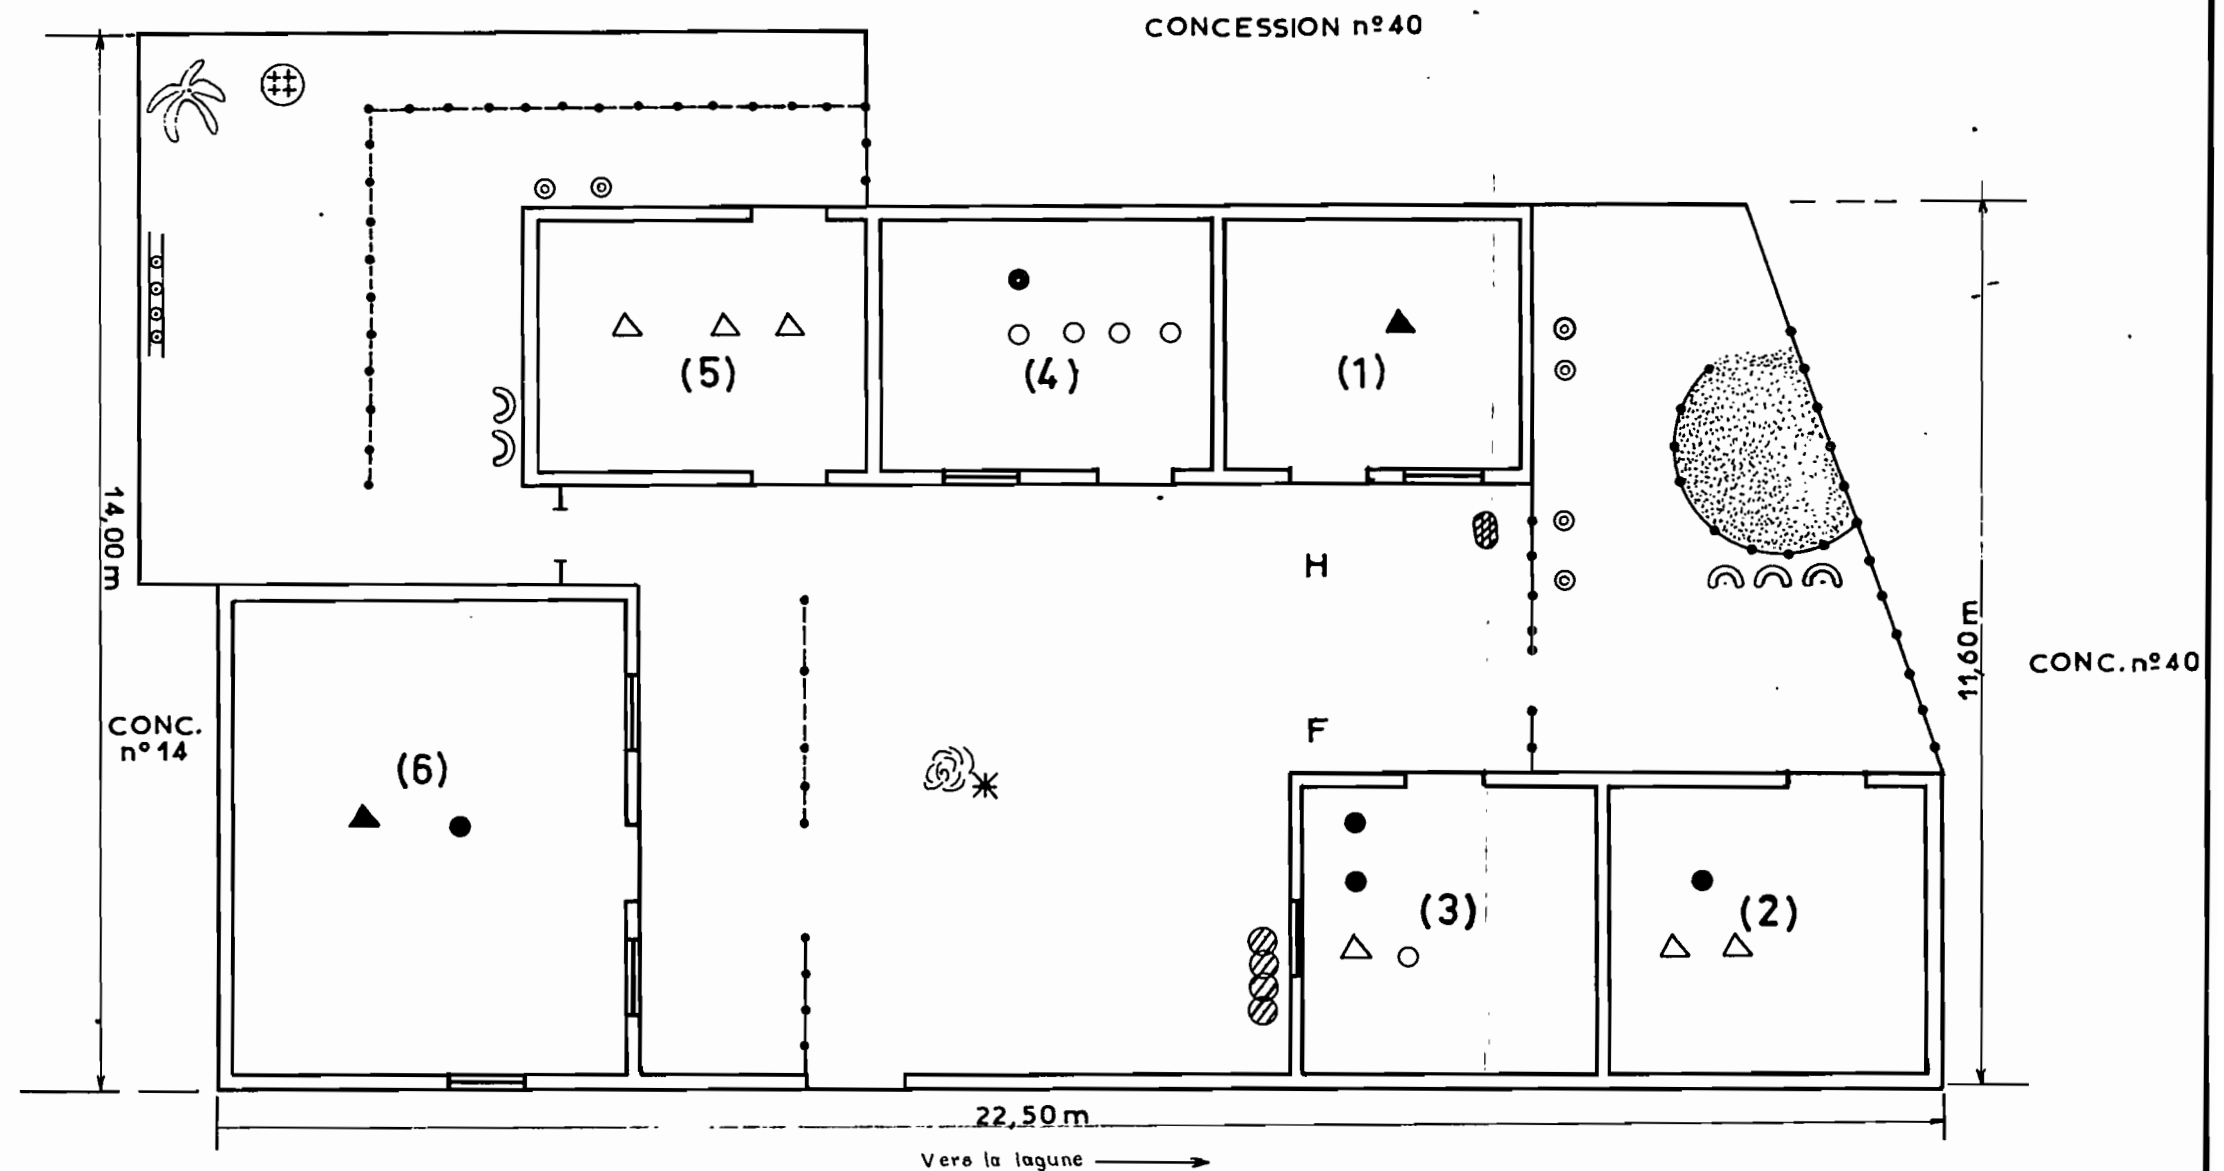 CONCESSION nº40
(5)
(4)
(1)
14,00 m
H
11,60 m
CONC. nº40
F
CONC.
nº14
(6)
(3)
(2)
22,50 m
Vers la lagune